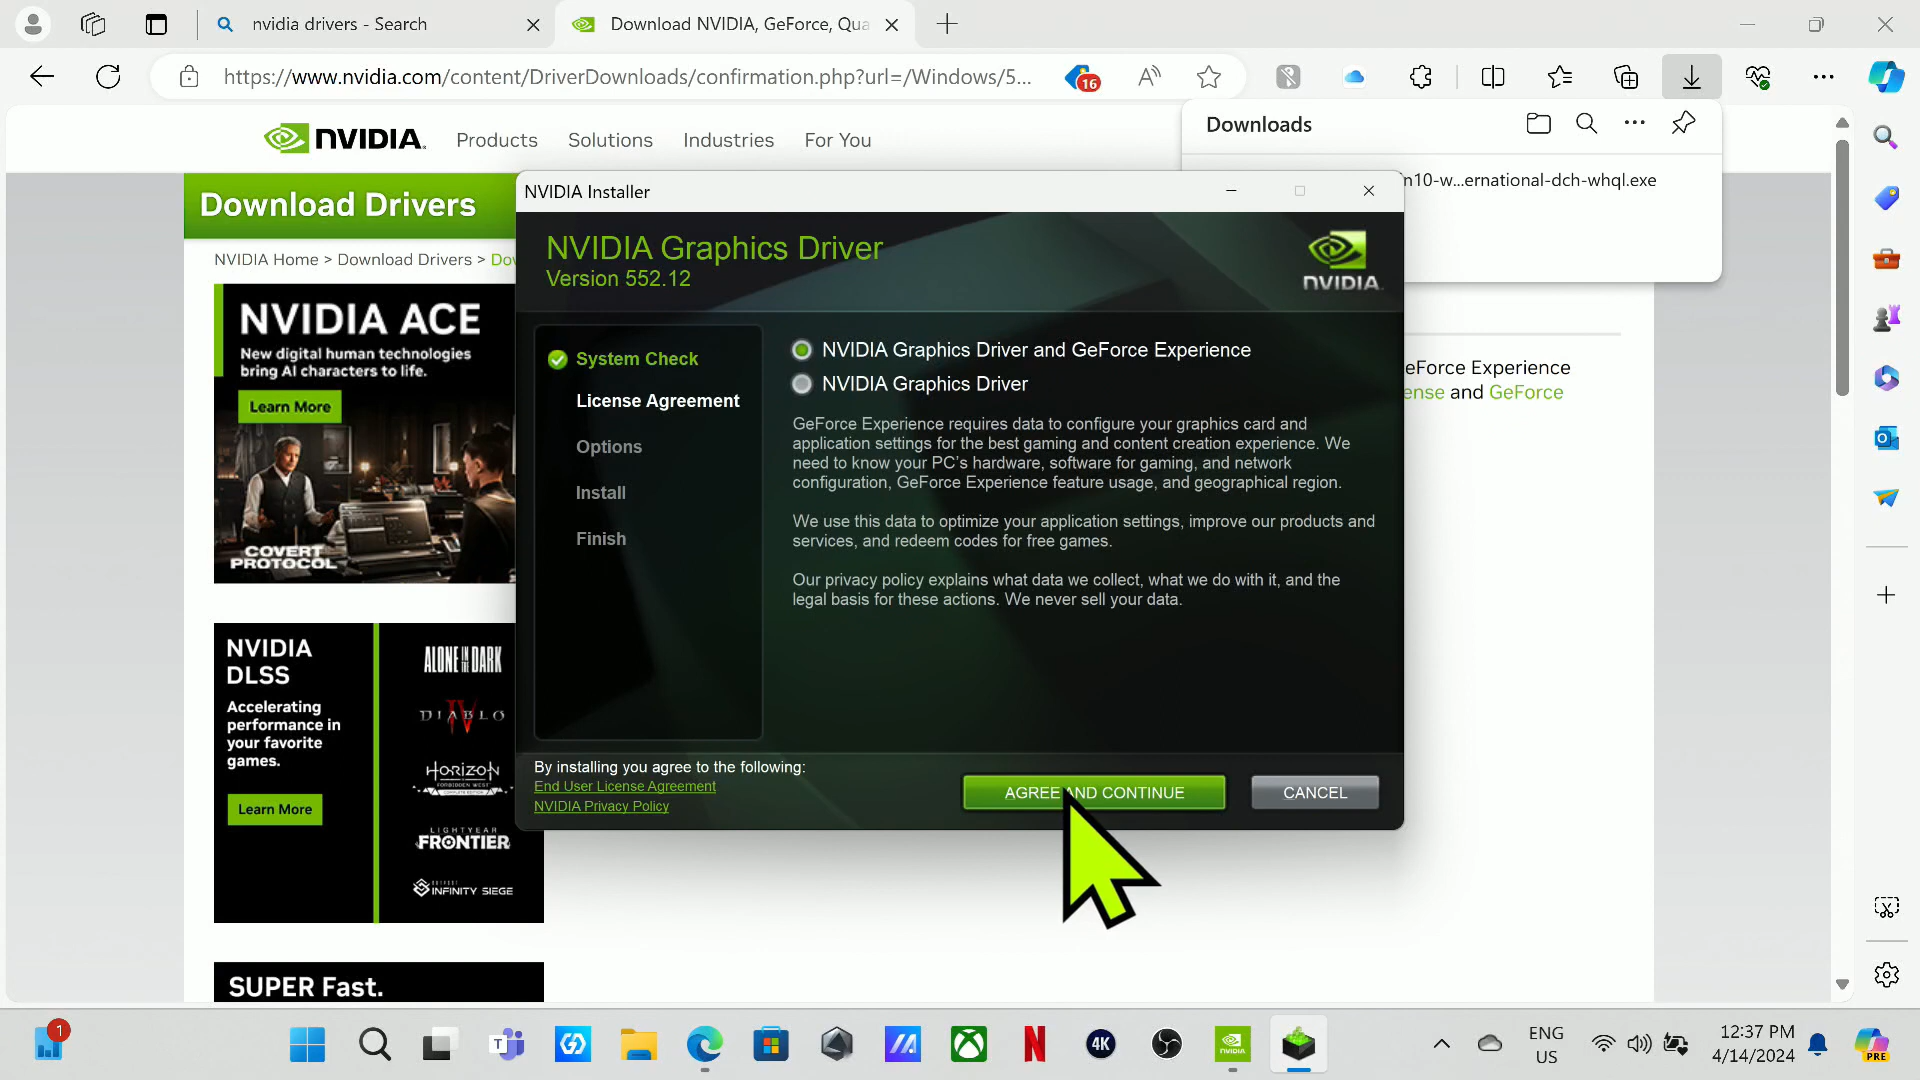 nvidia drivers - Search
Download NVIDIA, GeForce, Qua
https://www.nvidia.com/content/DriverDownloads/confirmation.php?url=/Windows/5...
16
NVIDIA.
Products
Solutions
Industries
For You
Downloads
n10-w...ernational-dch-whql.exe
Download Drivers
NVIDIA Home > Download Drivers > Dov
NVIDIA ACE
New digital human technologies
bring AI characters to life.
Learn More
COVERT
PROTOCOL
NVIDIA
DLSS
Accelerating
performance in
your favorite
games.
Learn More
ALONE IN THE DARK
DIABLO IV
HORIZON
FORBIDDEN WEST
COMPLETE EDITION
LIGHTYEAR
FRONTIER
OUTPOST
INFINITY SIEGE
SUPER Fast.
NVIDIA Installer
NVIDIA Graphics Driver
Version 552.12
NVIDIA.
System Check
License Agreement
Options
Install
Finish
NVIDIA Graphics Driver and GeForce Experience
NVIDIA Graphics Driver
GeForce Experience requires data to configure your graphics card and
application settings for the best gaming and content creation experience. We
need to know your PC's hardware, software for gaming, and network
configuration, GeForce Experience feature usage, and geographical region.
We use this data to optimize your application settings, improve our products and
services, and redeem codes for free games.
Our privacy policy explains what data we collect, what we do with it, and the
legal basis for these actions. We never sell your data.
By installing you agree to the following:
End User License Agreement
NVIDIA Privacy Policy
AGREE AND CONTINUE
CANCEL
eForce Experience
ense and GeForce
1
4K
NVIDIA
ENG
US
12:37 PM
4/14/2024
PRE